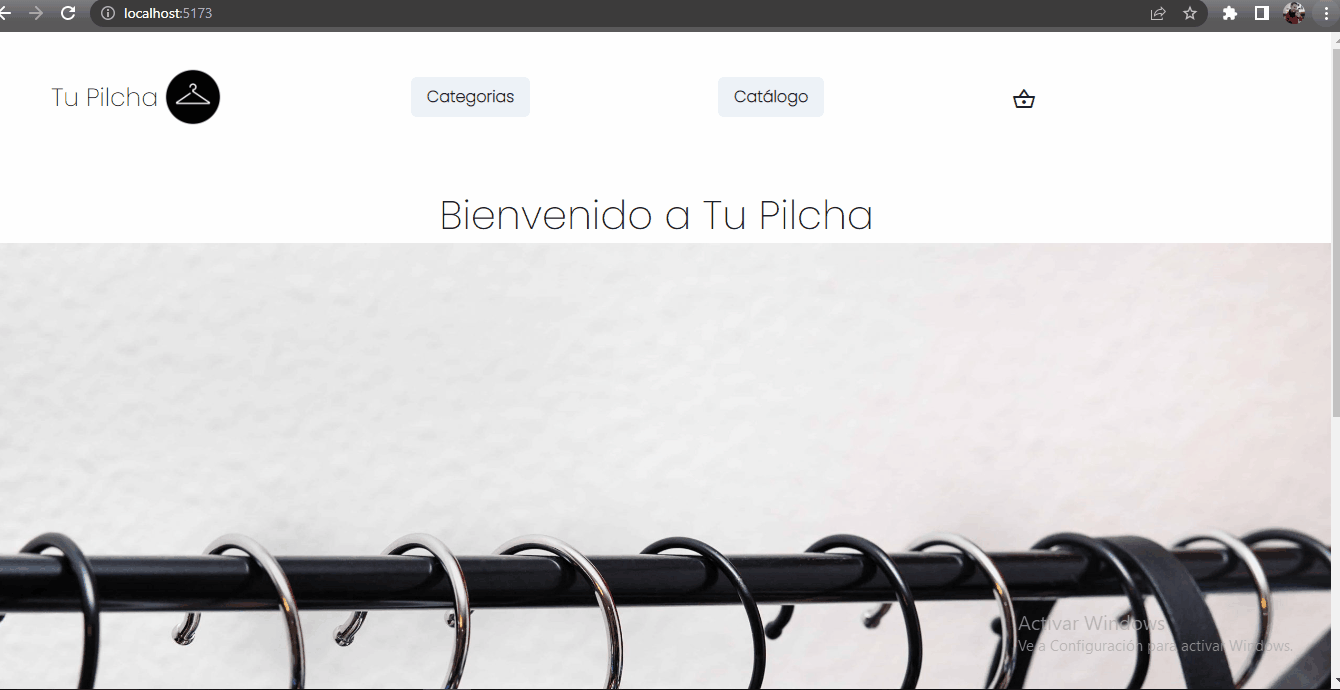 localhost:5173
Tu Pilcha
Categorias
Catálogo
Bienvenido a Tu Pilcha
Activar Windows
Ve a Configuración para activar Windows.